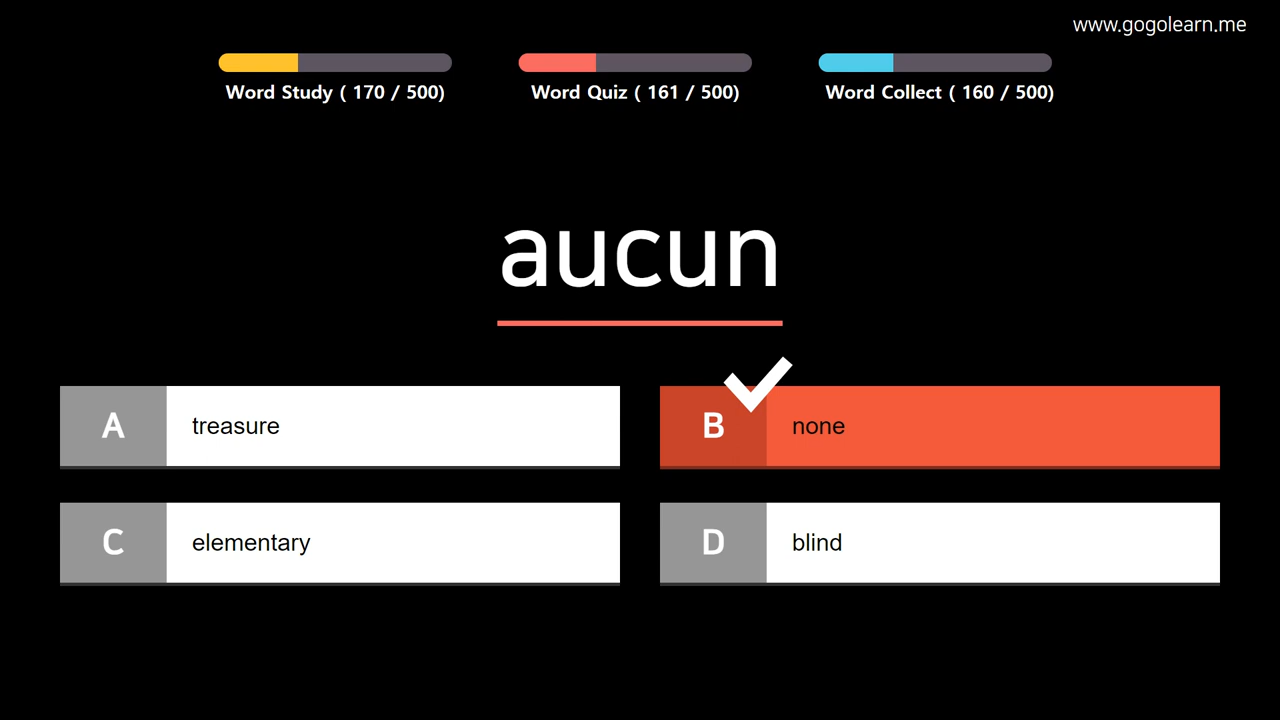 www.gogolearn.me
Word Study ( 170 / 500)
Word Quiz ( 161 / 500)
Word Collect ( 160 / 500)
aucun
A treasure
B none
C elementary
D blind